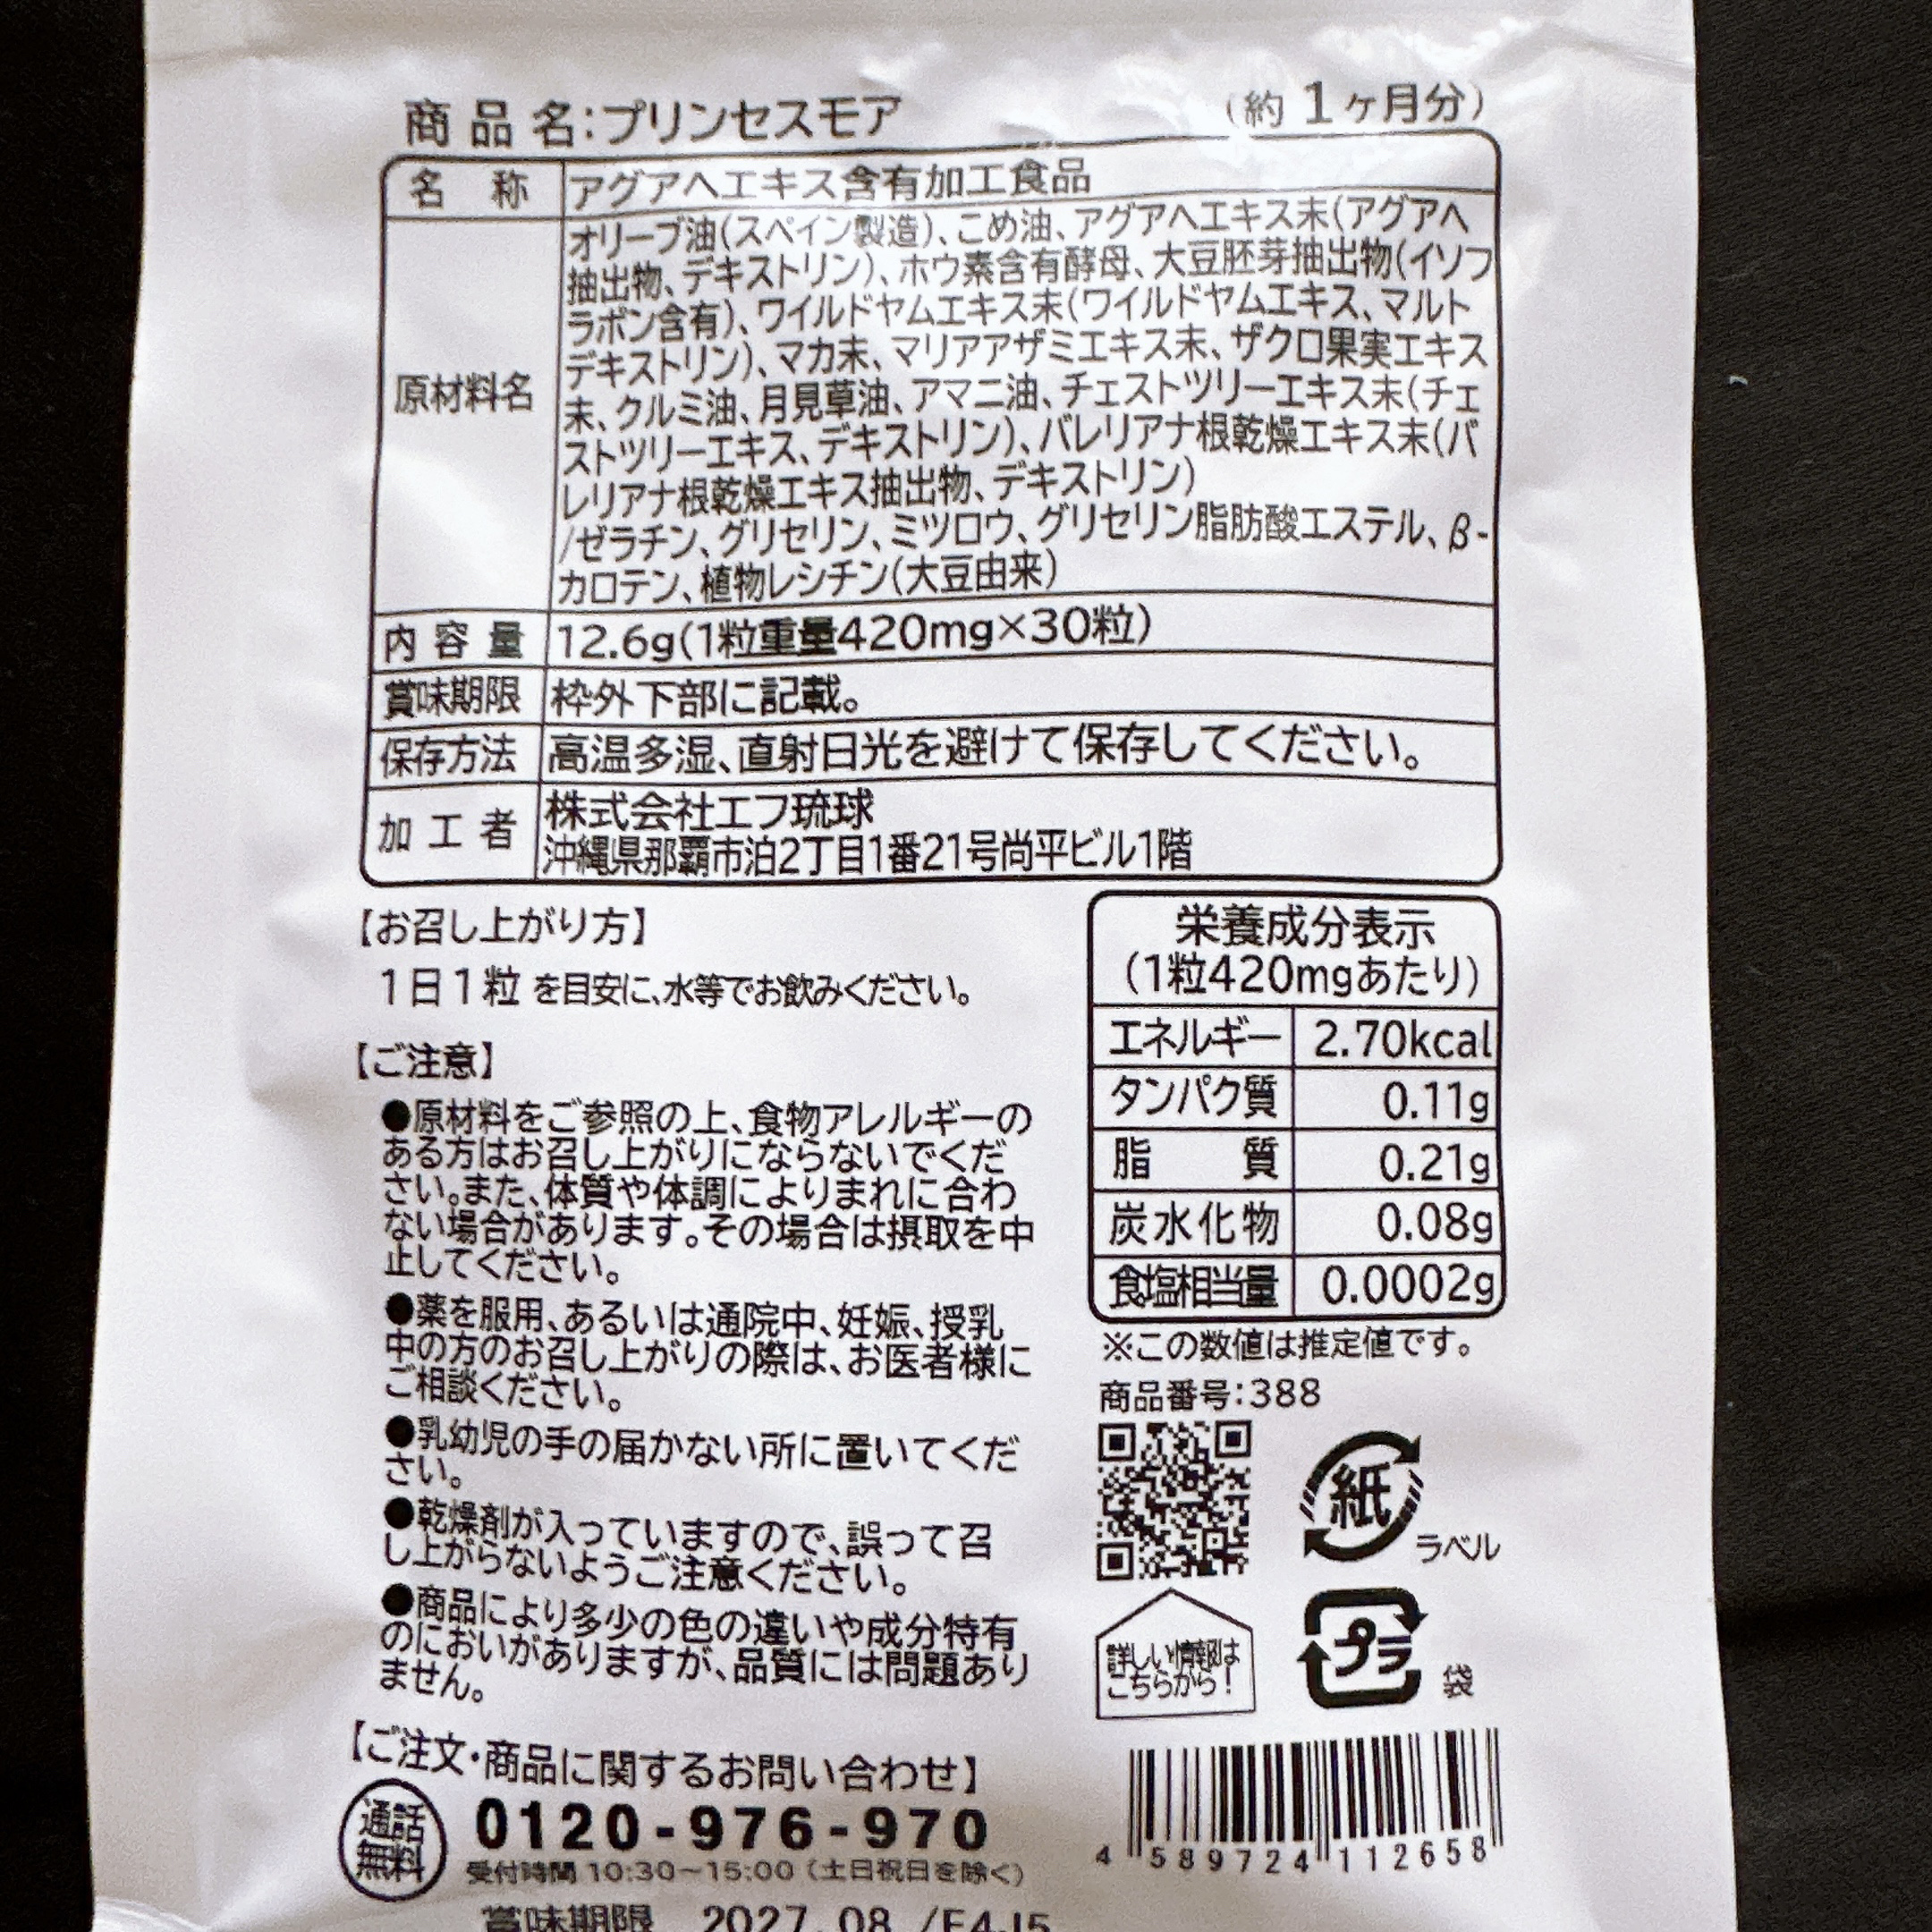 商品名:プリンセスモア
(約1ヶ月分)
名称 アグアヘエキス含有加工食品
原材料名
オリーブ油(スペイン製造)、こめ油、アグアヘエキス末(アグアヘ
抽出物、デキストリン)、ホウ素含有酵母、大豆胚芽抽出物(イソフ
ラボン含有)、ワイルドヤムエキス末(ワイルドヤムエキス、マルト
デキストリン)、マカ末、マリアアザミエキス末、ザクロ果実エキス
末、クルミ油、月見草油、アマニ油、チェストツリーエキス末(チェ
ストツリーエキス、デキストリン)、バレリアナ根乾燥エキス末(バ
レリアナ根乾燥エキス抽出物、デキストリン)
/ゼラチン、グリセリン、ミツロウ、グリセリン脂肪酸エステル、β-
カロテン、植物レシチン(大豆由来)
内容量 12.6g(1粒重量420mg×30粒)
賞味期限 枠外下部に記載。
保存方法 高温多湿、直射日光を避けて保存してください。
加工者 株式会社エフ琉球
沖縄県那覇市泊2丁目1番21号尚平ビル1階
【お召し上がり方】
1日1粒 を目安に、水等でお飲みください。
【ご注意】
●原材料をご参照の上、食物アレルギーの
ある方はお召し上がりにならないでくだ
さい。また、体質や体調によりまれに合わ
ない場合があります。その場合は摂取を中
止してください。
●薬を服用、あるいは通院中、妊娠、授乳
中の方のお召し上がりの際は、お医者様に
ご相談ください。
●乳幼児の手の届かない所に置いてくだ
さい。
●乾燥剤が入っていますので、誤って召
し上がらないようご注意ください。
●商品により多少の色の違いや成分特有
のにおいがありますが、品質には問題あり
ません。
栄養成分表示
(1粒420mgあたり)
エネルギー 2.70kcal
タンパク質 0.11g
脂質 0.21g
炭水化物 0.08g
食塩相当量 0.0002g
※この数値は推定値です。
商品番号:388
紙
ラベル
詳しい情報は
こちらから!
プラ
袋
【ご注文・商品に関するお問い合わせ】
通話
無料
0120-976-970
受付時間 10:30～15:00(土日祝日を除く)
4 589724 112658
賞味期限 2027.08 /E4J5